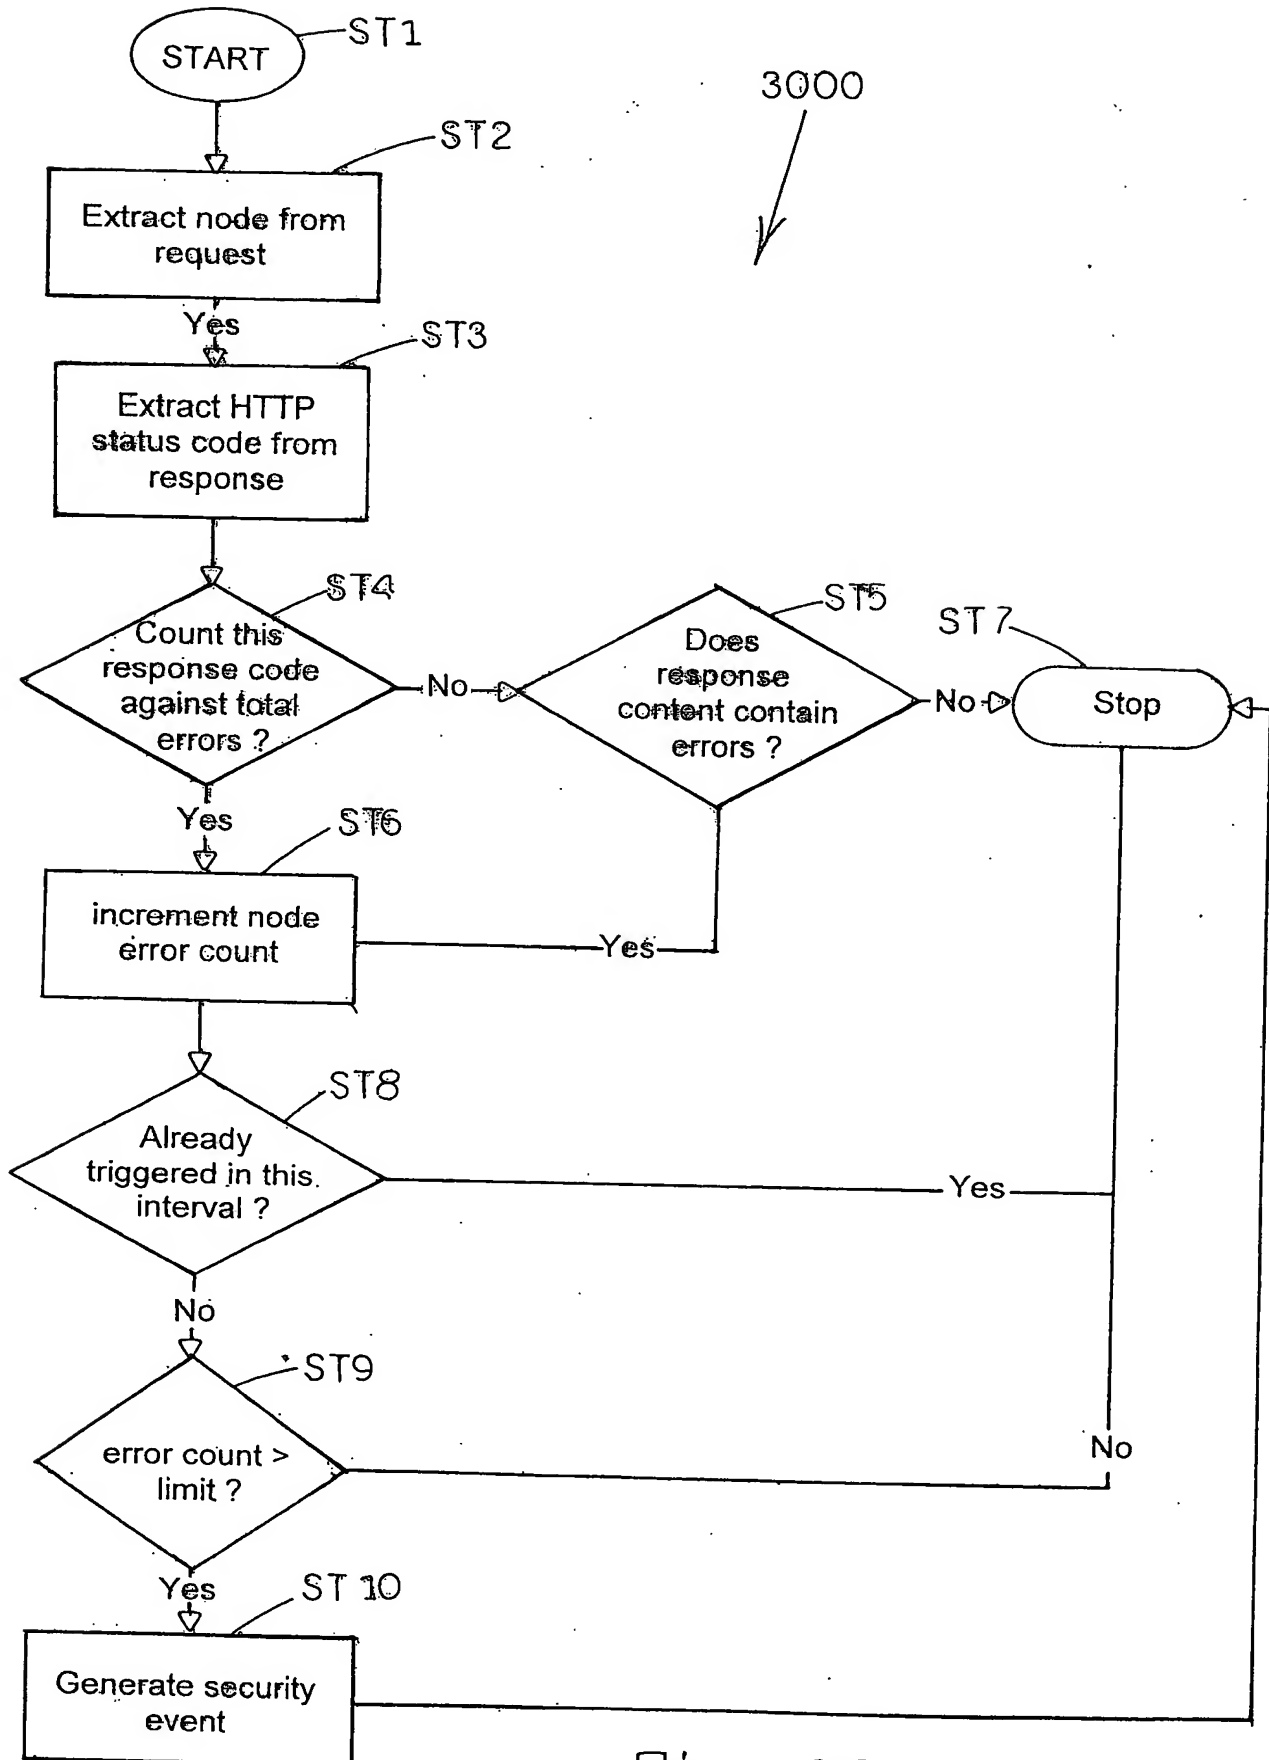 START
ST1
3000
ST2
Extract node from
request
Yes
ST3
Extract HTTP
status code from
response
ST4
Count this
response code
against total
errors ?
No
ST5
Does
response
content contain
errors ?
No
ST7
Stop
Yes
ST6
increment node
error count
Yes
ST8
Already
triggered in this
interval ?
Yes
No
ST9
error count >
limit ?
No
Yes
ST 10
Generate security
event